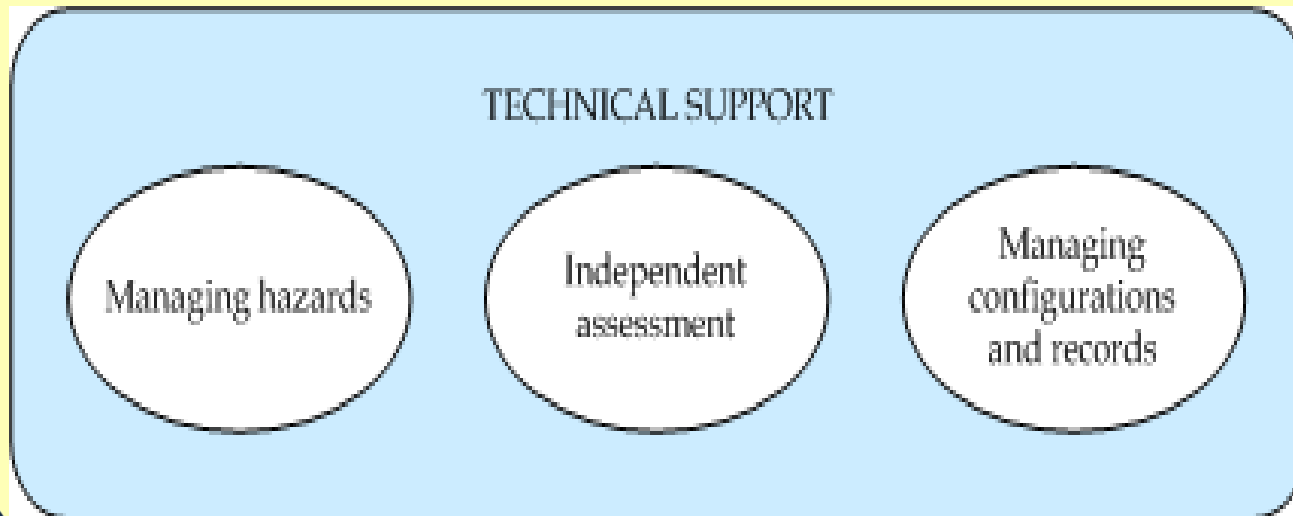 TECHNICAL SUPPORT
Managing hazards
Independent
assessment
Managing
configurations
and records